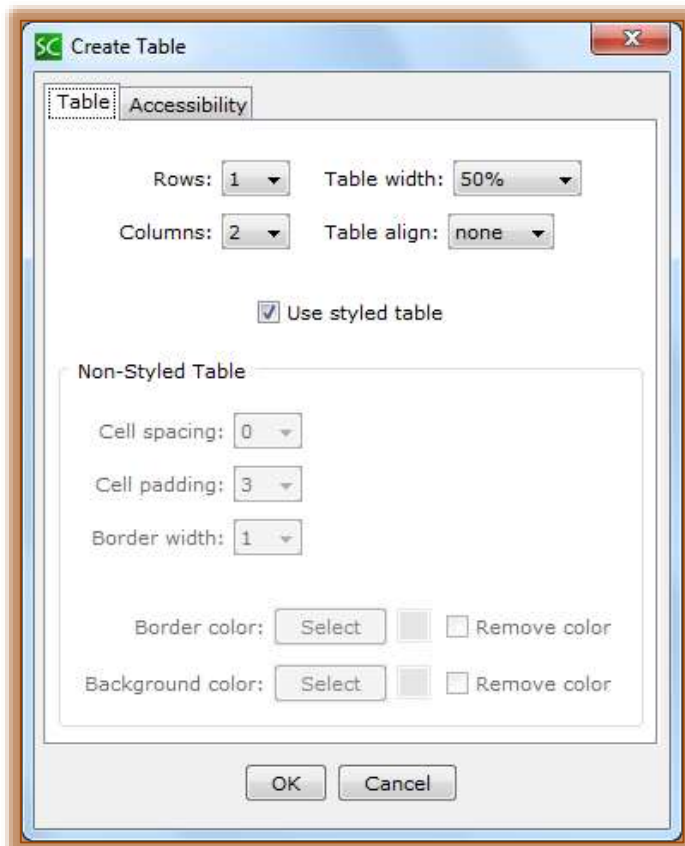 SC Create Table
Table Accessibility
Rows: 1 Table width: 50%
Columns: 2 Table align: none
Use styled table
Non-Styled Table
Cell spacing: 0
Cell padding: 3
Border width: 1
Border color: Select Remove color
Background color: Select Remove color
OK Cancel